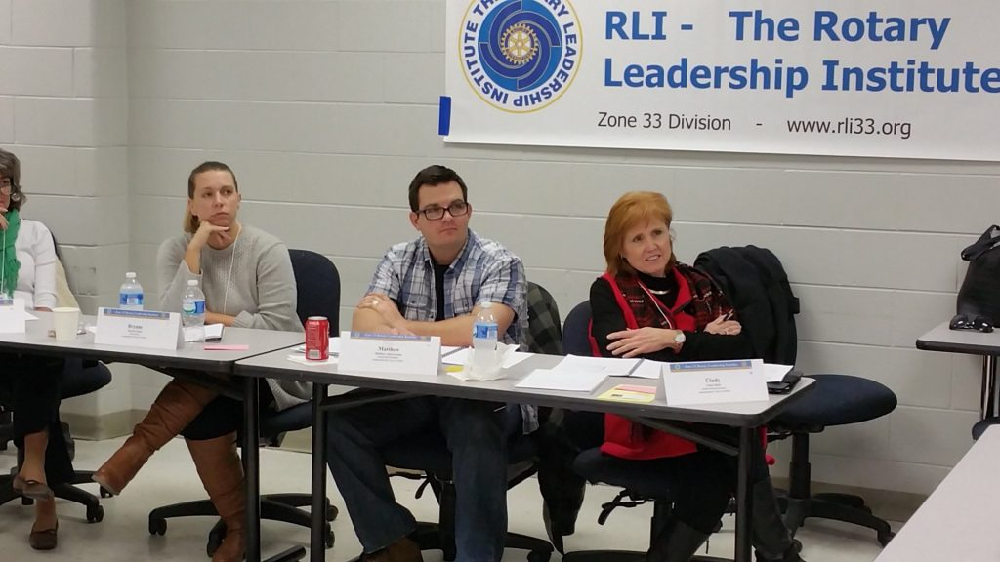 THE ROTARY LEADERSHIP INSTITUTE
RLI - The Rotary
Leadership Institute
Zone 33 Division - www.rli33.org
Matthew
Cindy